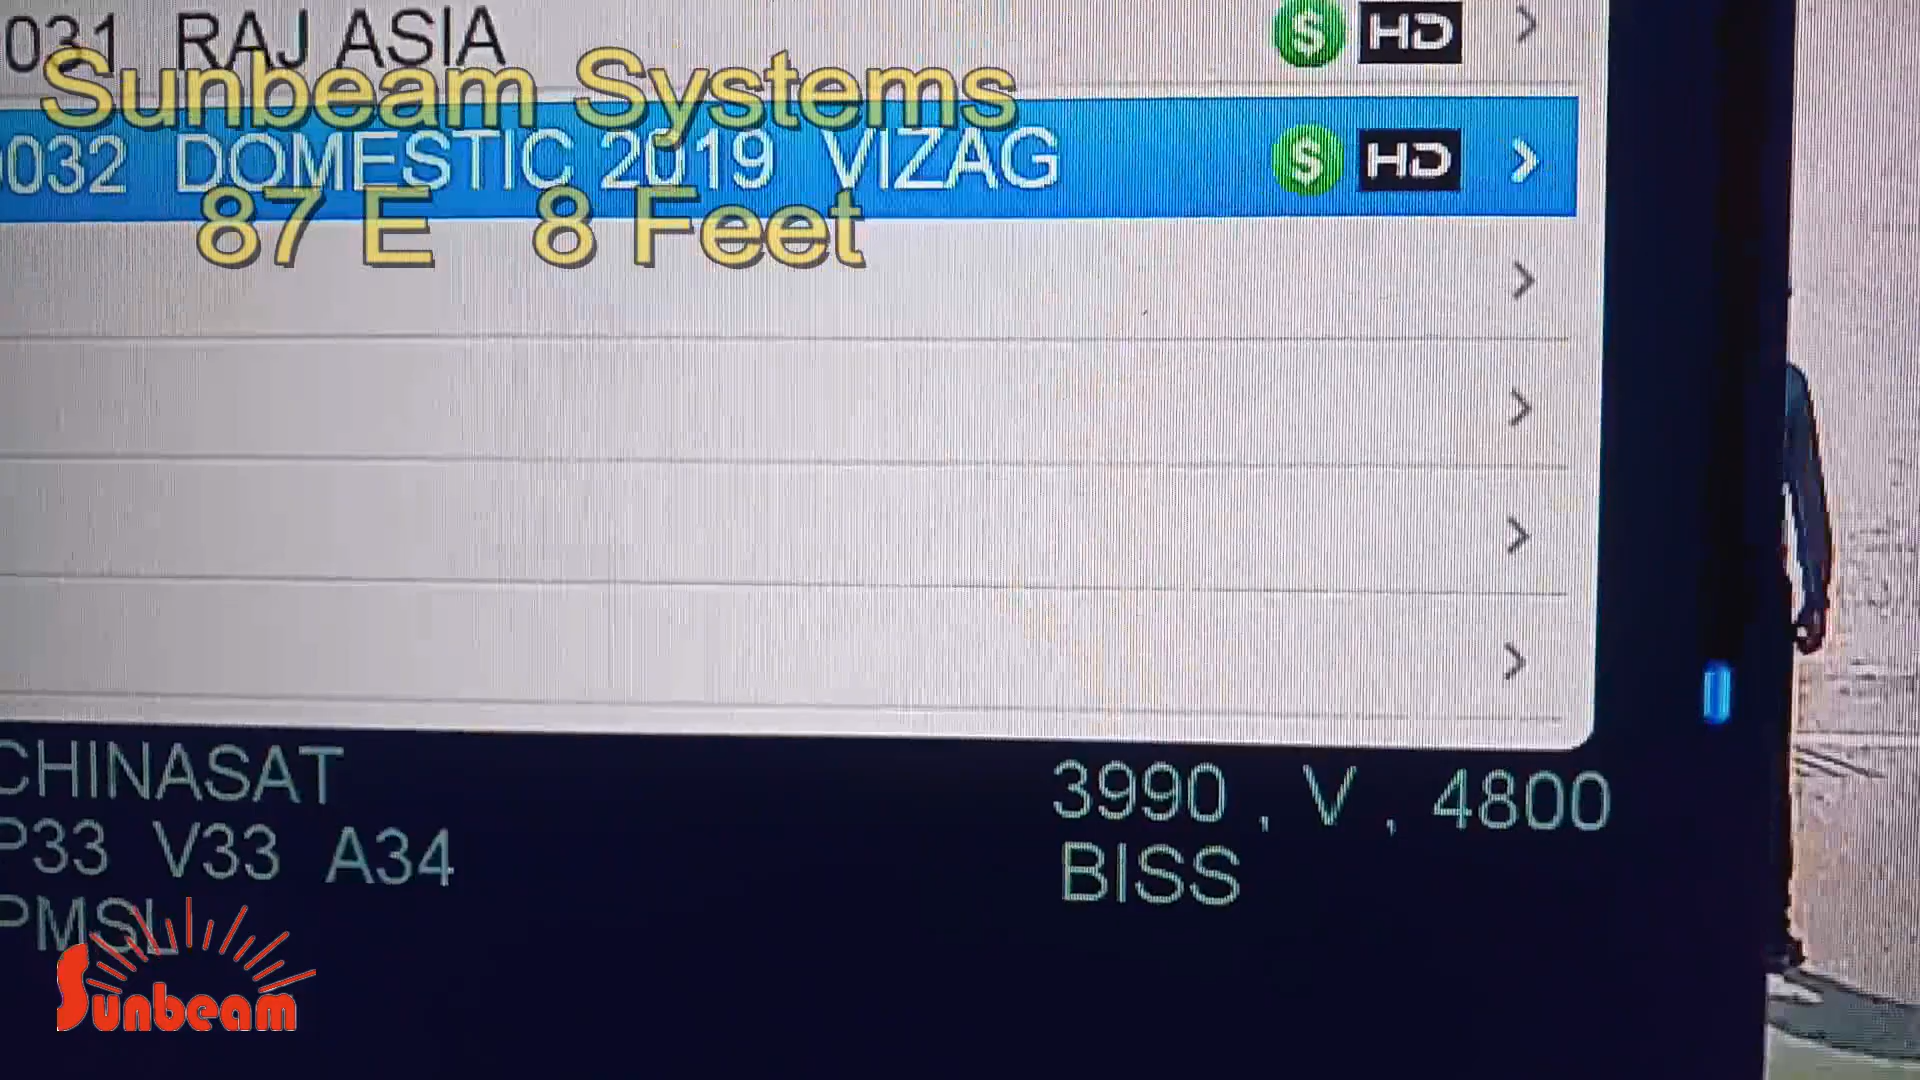 031 RAJ ASIA $ HD
Sunbeam Systems
0032 DOMESTIC 2019 VIZAG $ HD
87 E 8 Feet
CHINASAT 3990 , V , 4800
P33 V33 A34 BISS
PMSL
Sunbeam